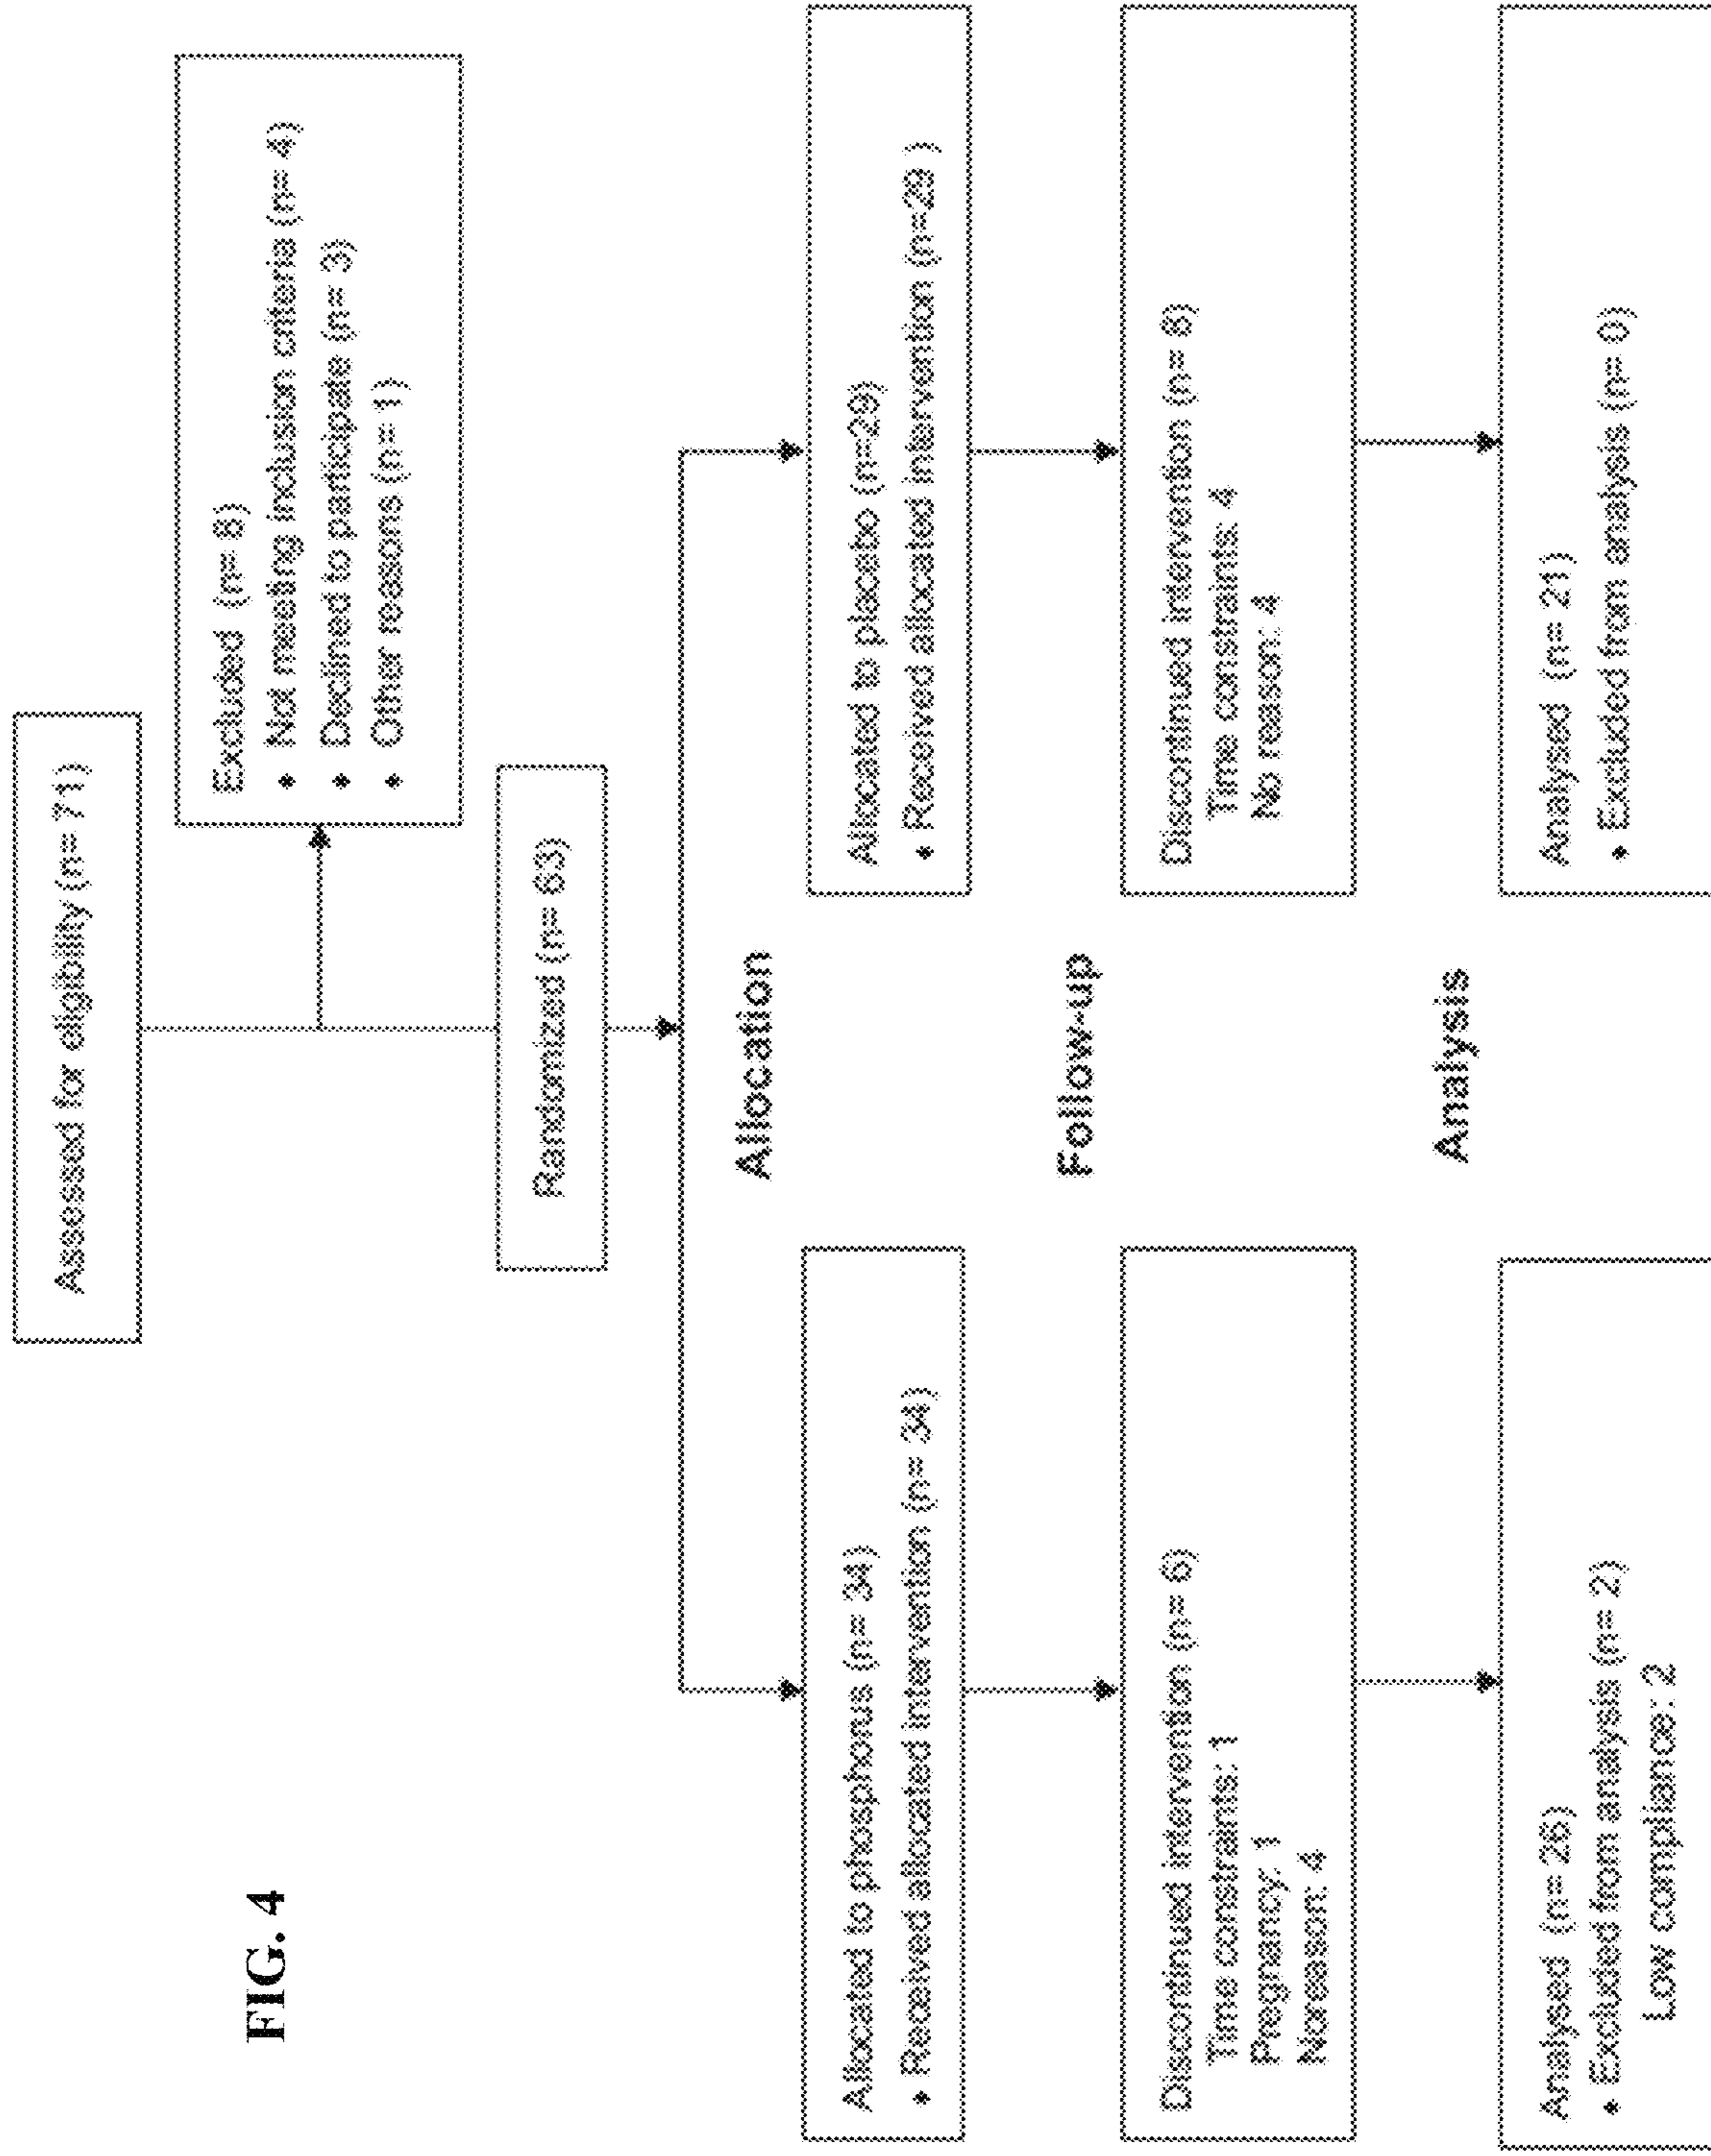 FIG. 4
Assessed for eligibility (n= 71)
Excluded (n= 8)
♦ Not meeting inclusion criteria (n= 4)
♦ Declined to participate (n= 3)
♦ Other reasons (n= 1)
Randomized (n= 63)
Allocation
Allocated to phosphorus (n= 34)
♦ Received allocated intervention (n= 34)
Allocated to placebo (n=29)
♦ Received allocated intervention (n=29 )
Follow-up
Discontinued intervention (n= 6)
Time constraints: 1
Pregnancy: 1
Noreason: 4
Discontinued intervention (n= 8)
Time constraints: 4
No reason: 4
Analysis
Analysed (n= 26)
♦ Excluded from analysis (n= 2)
Low compliance: 2
Analysed (n= 21)
♦ Excluded from analysis (n= 0)